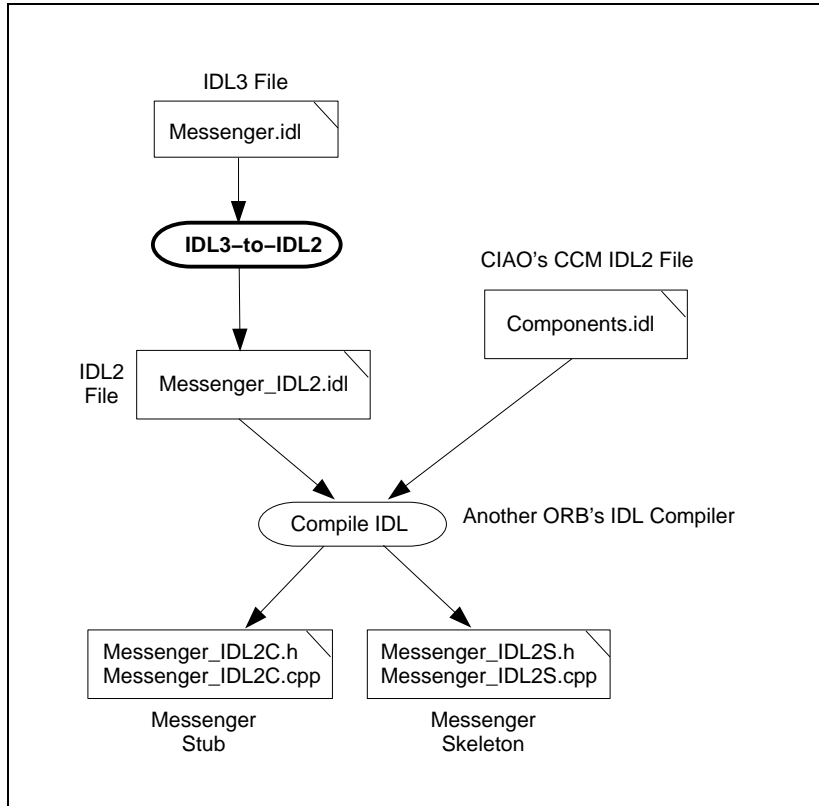 IDL3 File
Messenger.idl
IDL3–to–IDL2
CIAO's CCM IDL2 File
Components.idl
IDL2
File
Messenger_IDL2.idl
Compile IDL
Another ORB's IDL Compiler
Messenger_IDL2C.h
Messenger_IDL2C.cpp
Messenger
Stub
Messenger_IDL2S.h
Messenger_IDL2S.cpp
Messenger
Skeleton